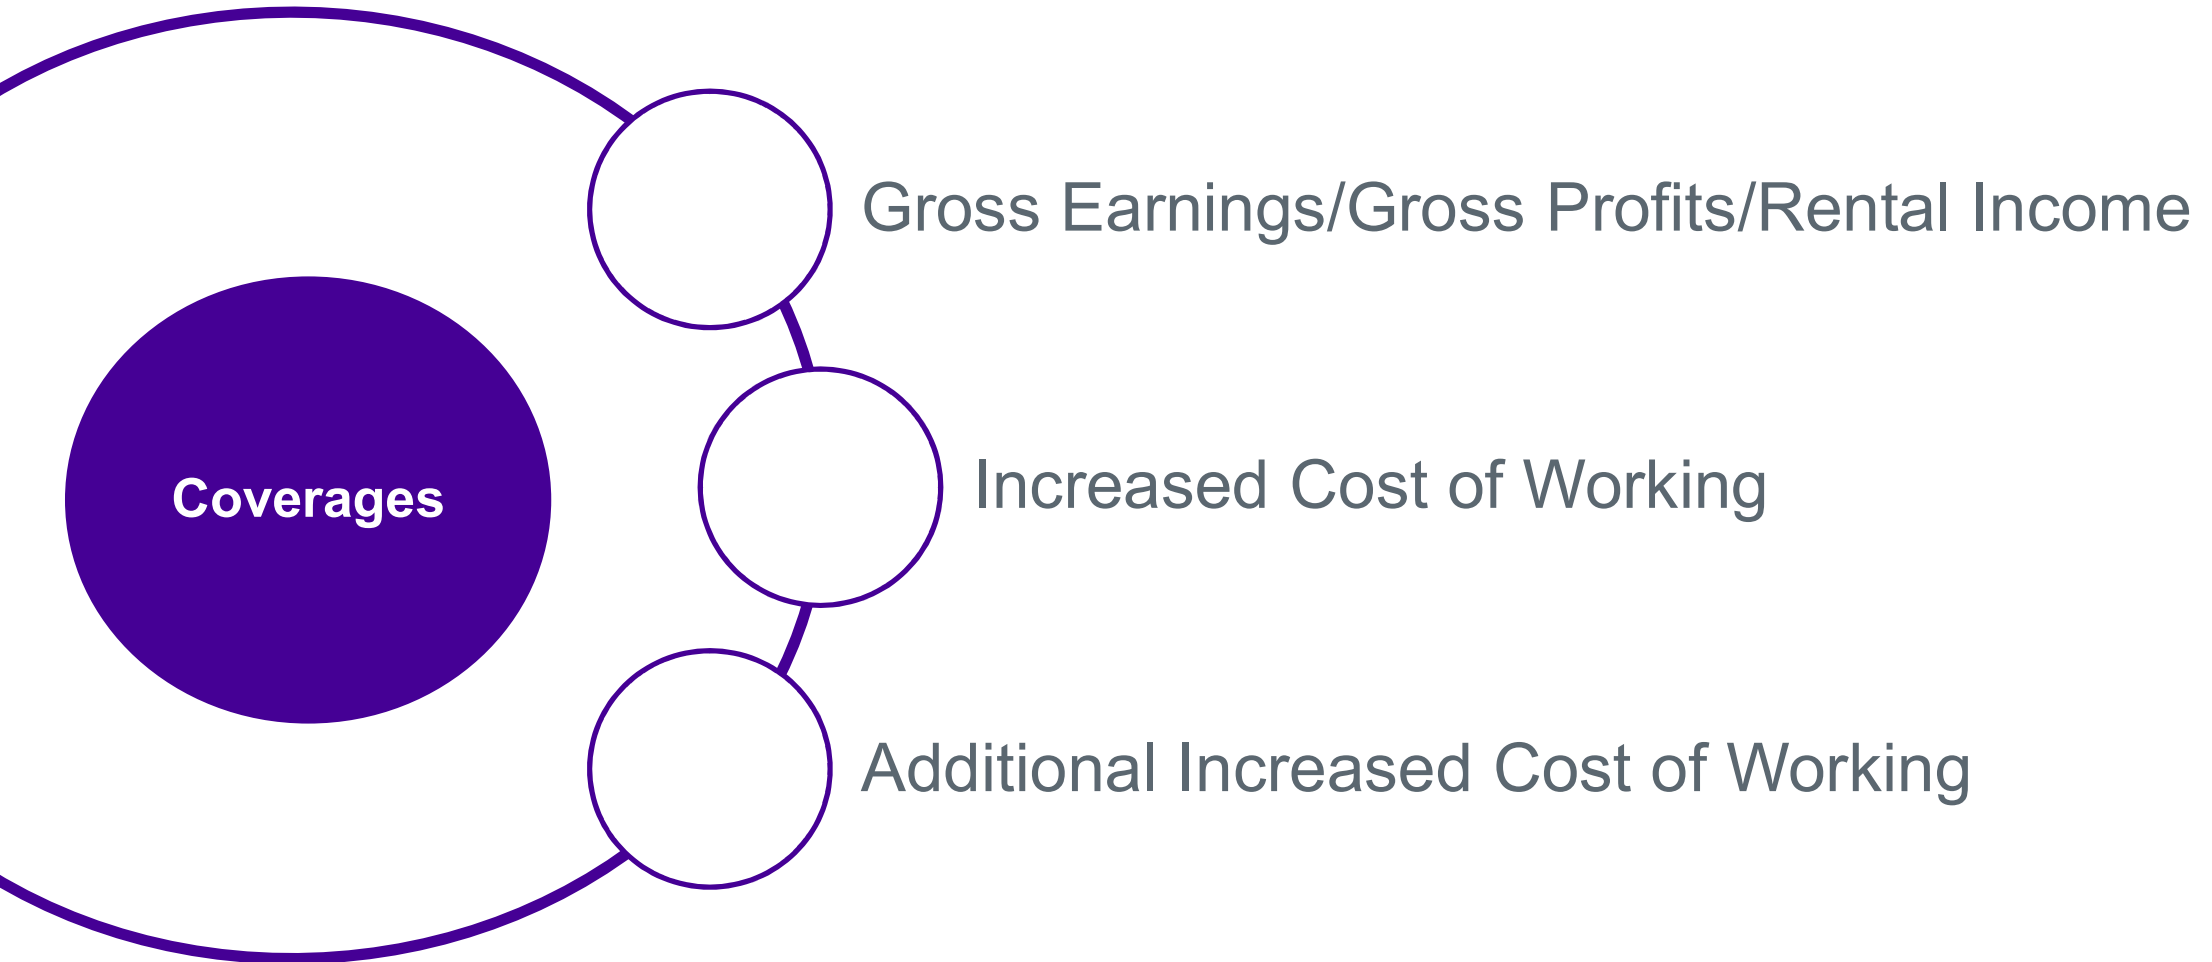 Gross Earnings/Gross Profits/Rental Income
Coverages
Increased Cost of Working
Additional Increased Cost of Working